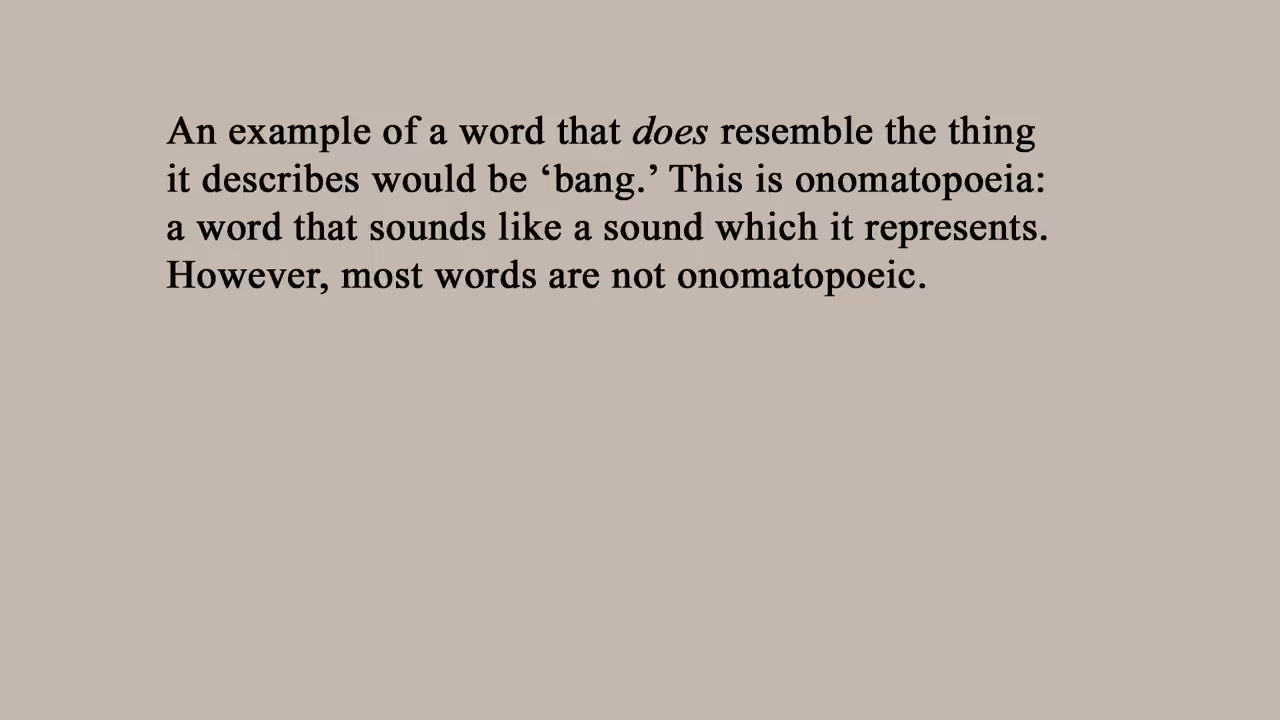 An example of a word that does resemble the thing
it describes would be ‘bang.’ This is onomatopoeia:
a word that sounds like a sound which it represents.
However, most words are not onomatopoeic.